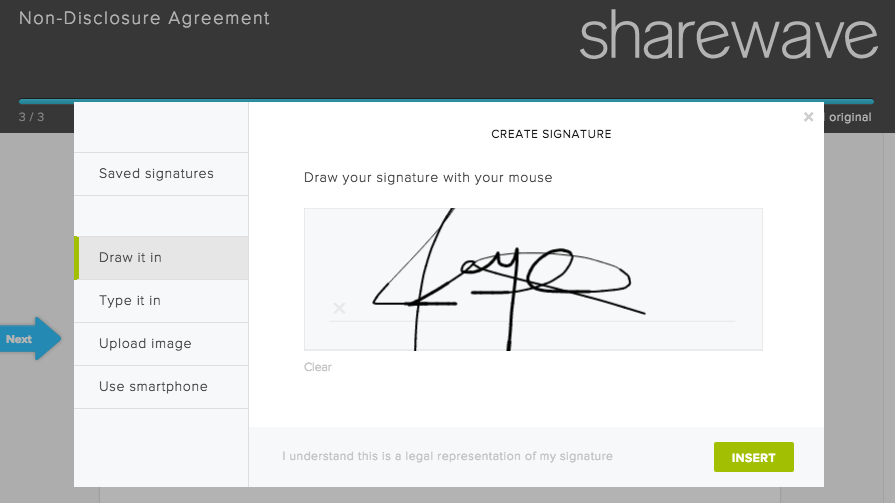 Non-Disclosure Agreement
sharewave
3 / 3
original
CREATE SIGNATURE
Saved signatures
Draw your signature with your mouse
Draw it in
Type it in
Next
Upload image
Clear
Use smartphone
I understand this is a legal representation of my signature
INSERT